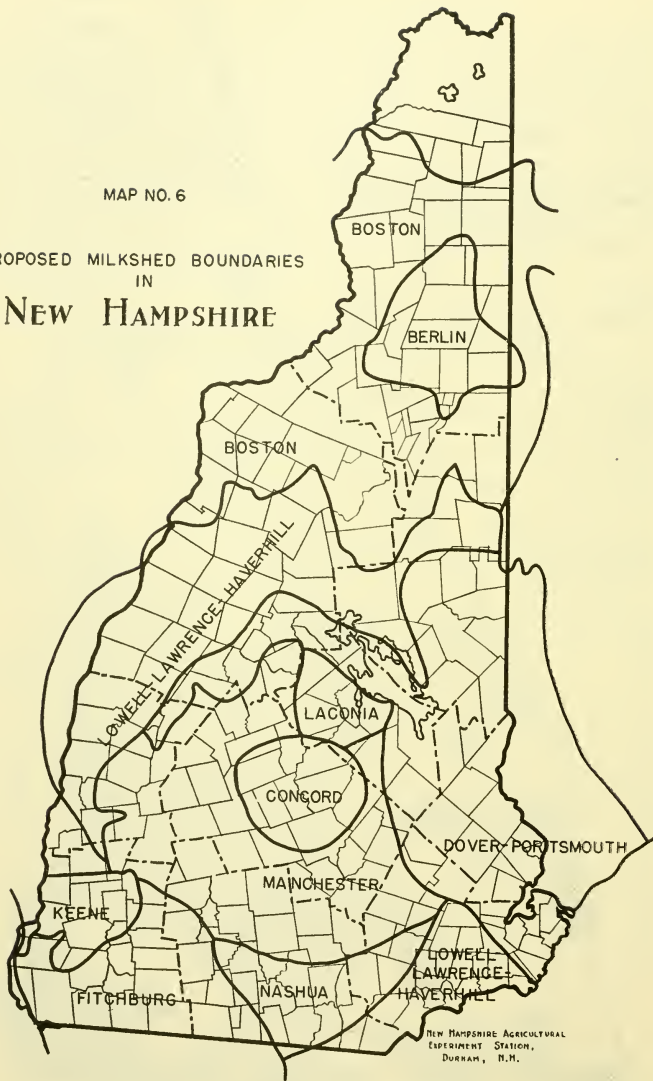 MAP NO. 6
ROPOSED MILKSHED BOUNDARIES
IN
NEW HAMPSHIRE
BOSTON
BERLIN
BOSTON
LOWELL-LAWRENCE-HAVERHILL
LACONIA
CONCORD
DOVER-PORTSMOUTH
MANCHESTER
KEENE
LOWELL-
LAWRENCE-
HAVERHILL
NASHUA
FITCHBURG
NEW HAMPSHIRE AGRICULTURAL
EXPERIMENT STATION,
DURHAM, N.H.